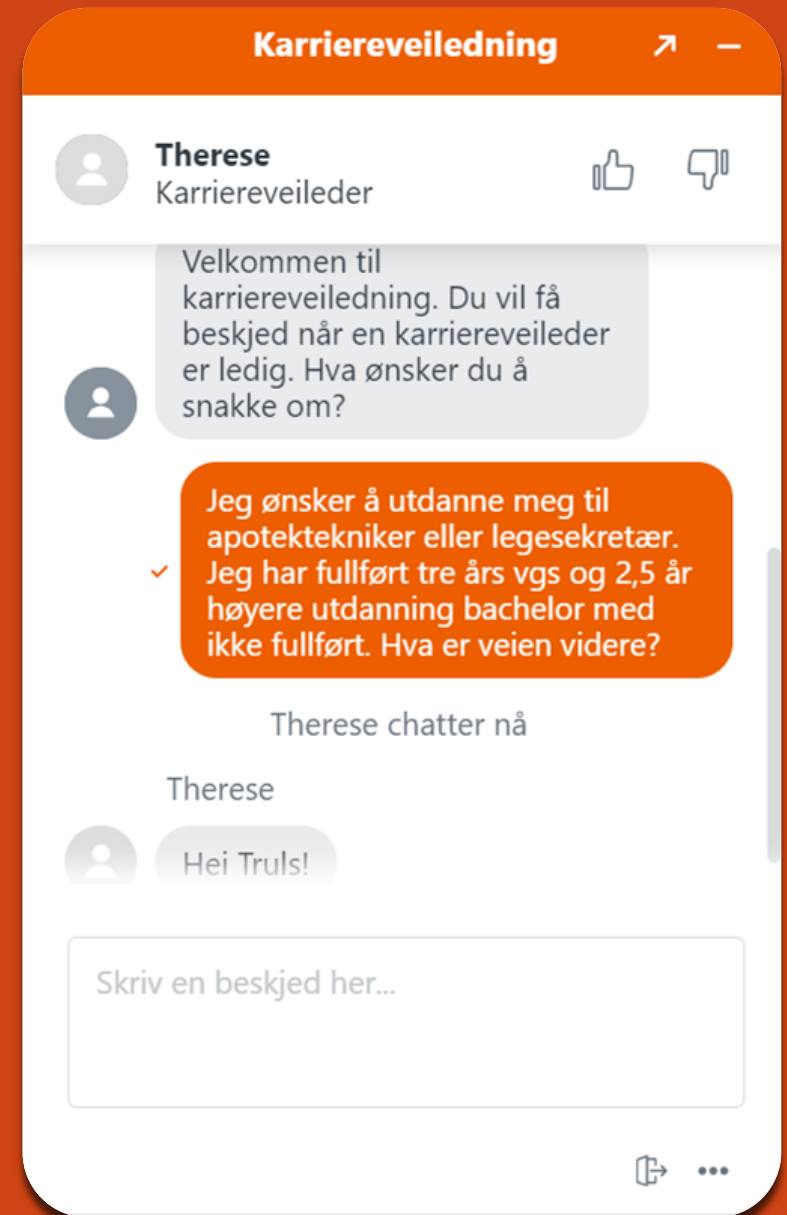 Karriereveiledning
Therese
Karriereveileder
Velkommen til
karriereveiledning. Du vil få
beskjed når en karriereveileder
er ledig. Hva ønsker du å
snakke om?
Jeg ønsker å utdanne meg til
apotektekniker eller legesekretær.
Jeg har fullført tre års vgs og 2,5 år
høyere utdanning bachelor med
ikke fullført. Hva er veien videre?
Therese chatter nå
Therese
Hei Truls!
Skriv en beskjed her...